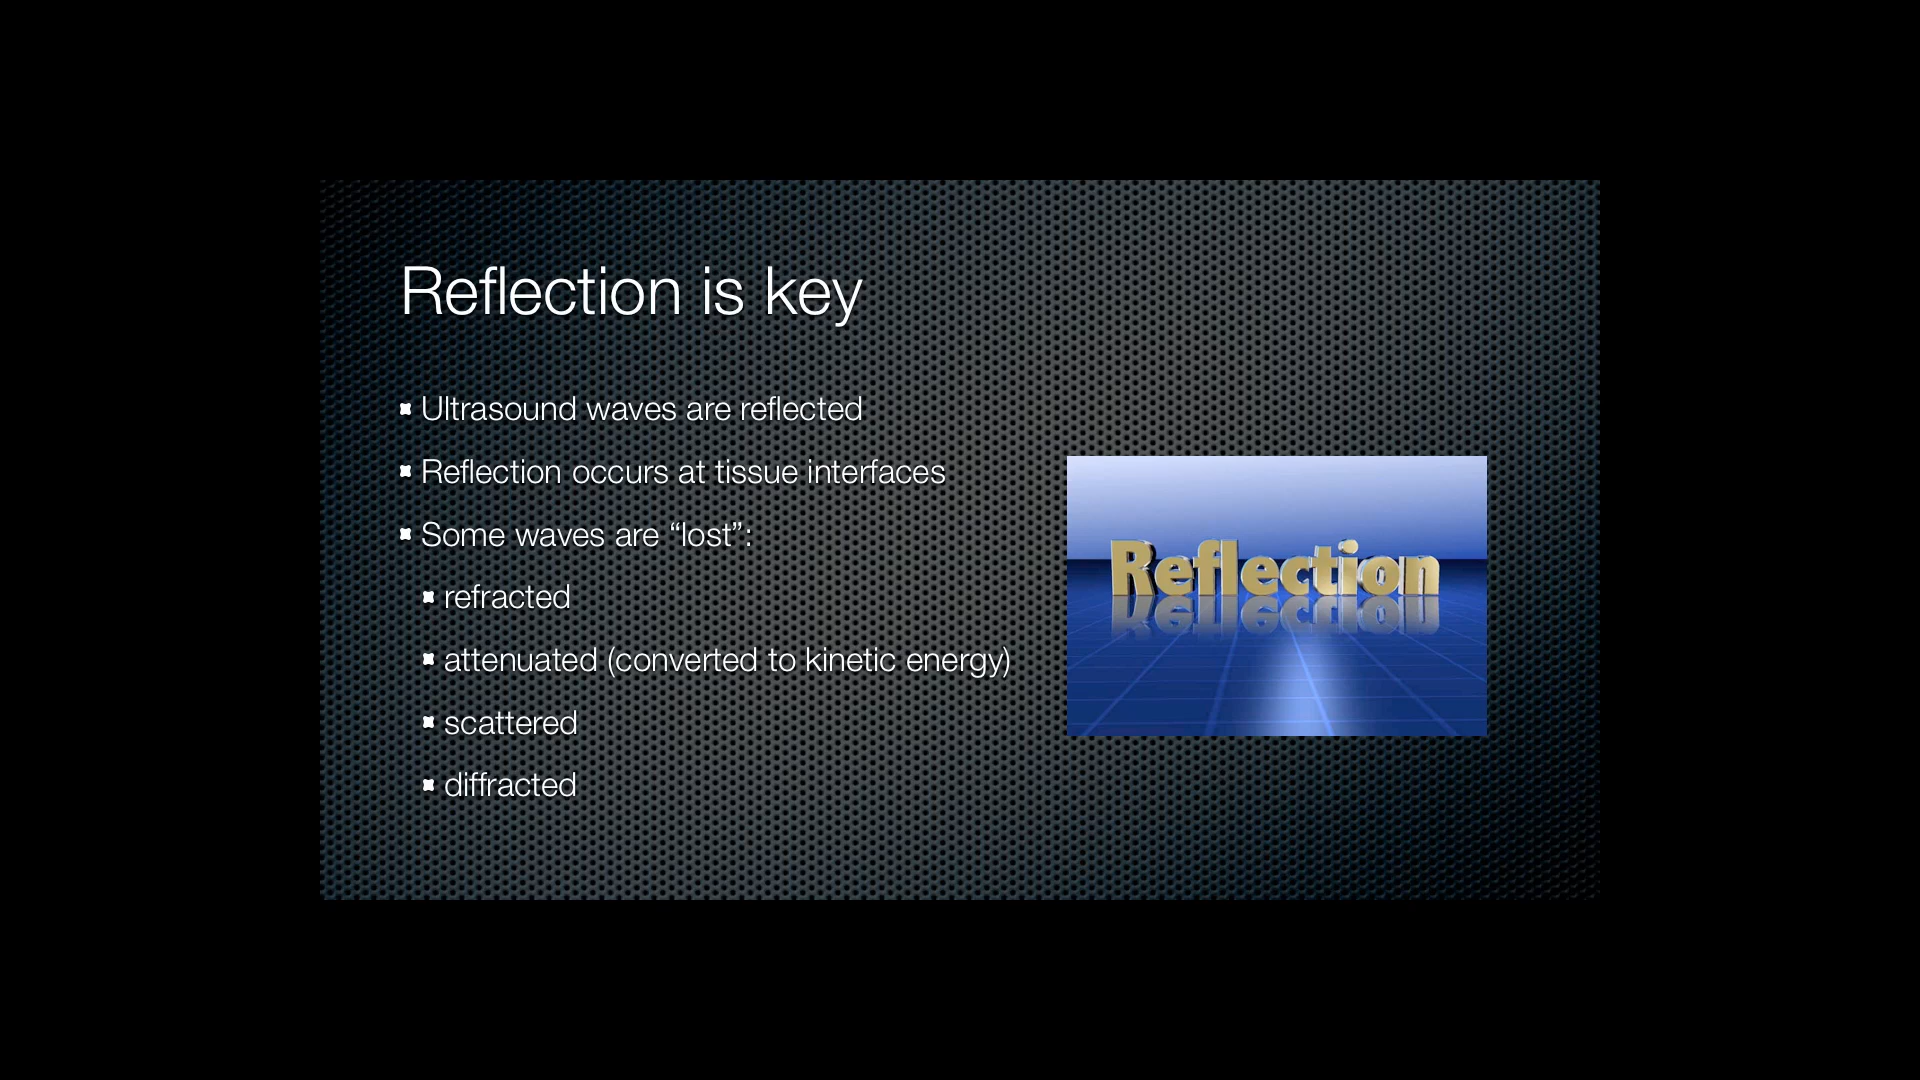 Reflection is key
Ultrasound waves are reflected
Reflection occurs at tissue interfaces
Some waves are “lost”:
refracted
attenuated (converted to kinetic energy)
scattered
diffracted
Reflection